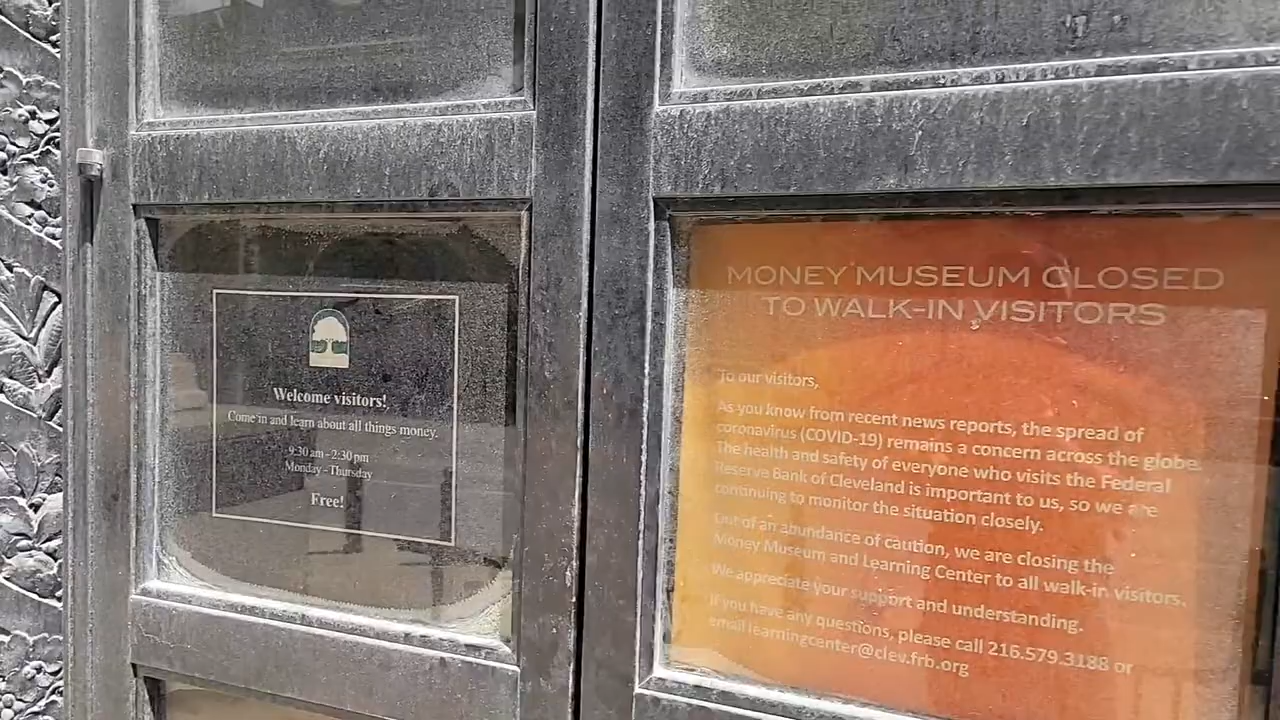 Welcome visitors!
Come in and learn about all things money.
9:30 am - 2:30 pm
Monday - Thursday
Free!
MONEY MUSEUM CLOSED
TO WALK-IN VISITORS
To our visitors,
As you know from recent news reports, the spread of
coronavirus (COVID-19) remains a concern across the globe.
The health and safety of everyone who visits the Federal
Reserve Bank of Cleveland is important to us, so we are
continuing to monitor the situation closely.
Out of an abundance of caution, we are closing the
Money Museum and Learning Center to all walk-in visitors.
We appreciate your support and understanding.
If you have any questions, please call 216.579.3188 or
email learningcenter@clev.frb.org